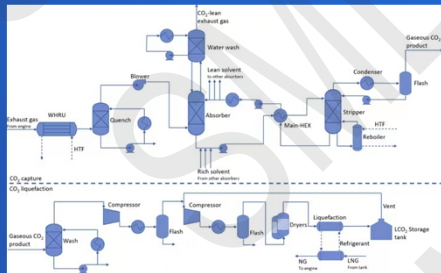 CO₂-lean
exhaust gas
Gaseous CO₂
product
Water wash
Condenser
Lean solvent
To other absorbers
Flash
Blower
Exhaust gas
From engine
WHRU
Quench
Absorber
Main-HEX
Stripper
HTF
HTF
Reboiler
Rich solvent
From other absorbers
CO₂ capture
CO₂ liquefaction
Compressor
Compressor
Vent
Gaseous CO₂
product
Wash
Flash
Flash
Dryers
Liquefaction
LCO₂ Storage
tank
Refrigerant
NG
To engine
LNG
From tank